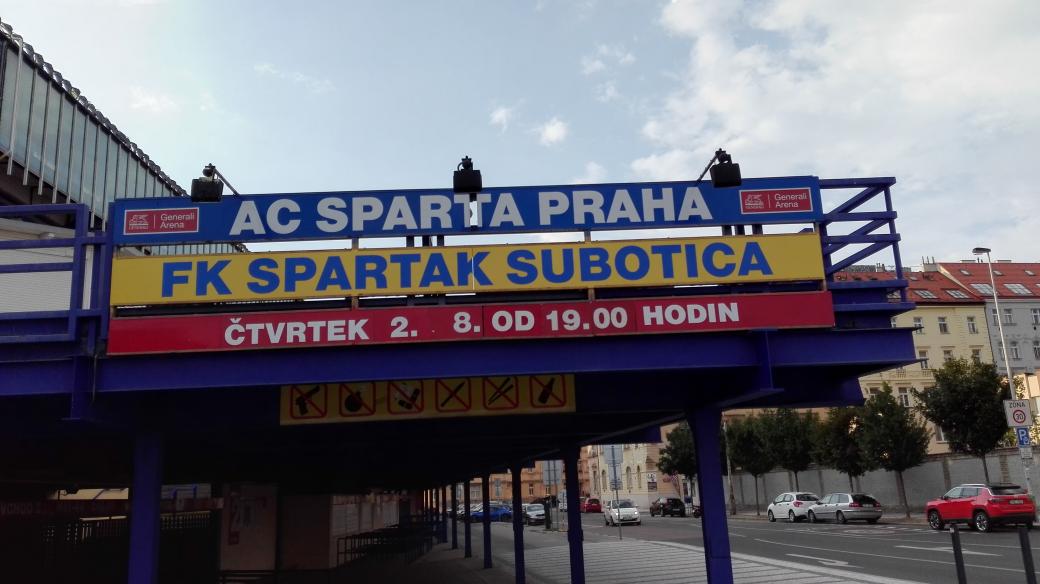 Generali
Arena
AC SPARTA PRAHA
Generali
Arena
FK SPARTAK SUBOTICA
ČTVRTEK 2. 8. OD 19.00 HODIN
ZÓNA
30
P